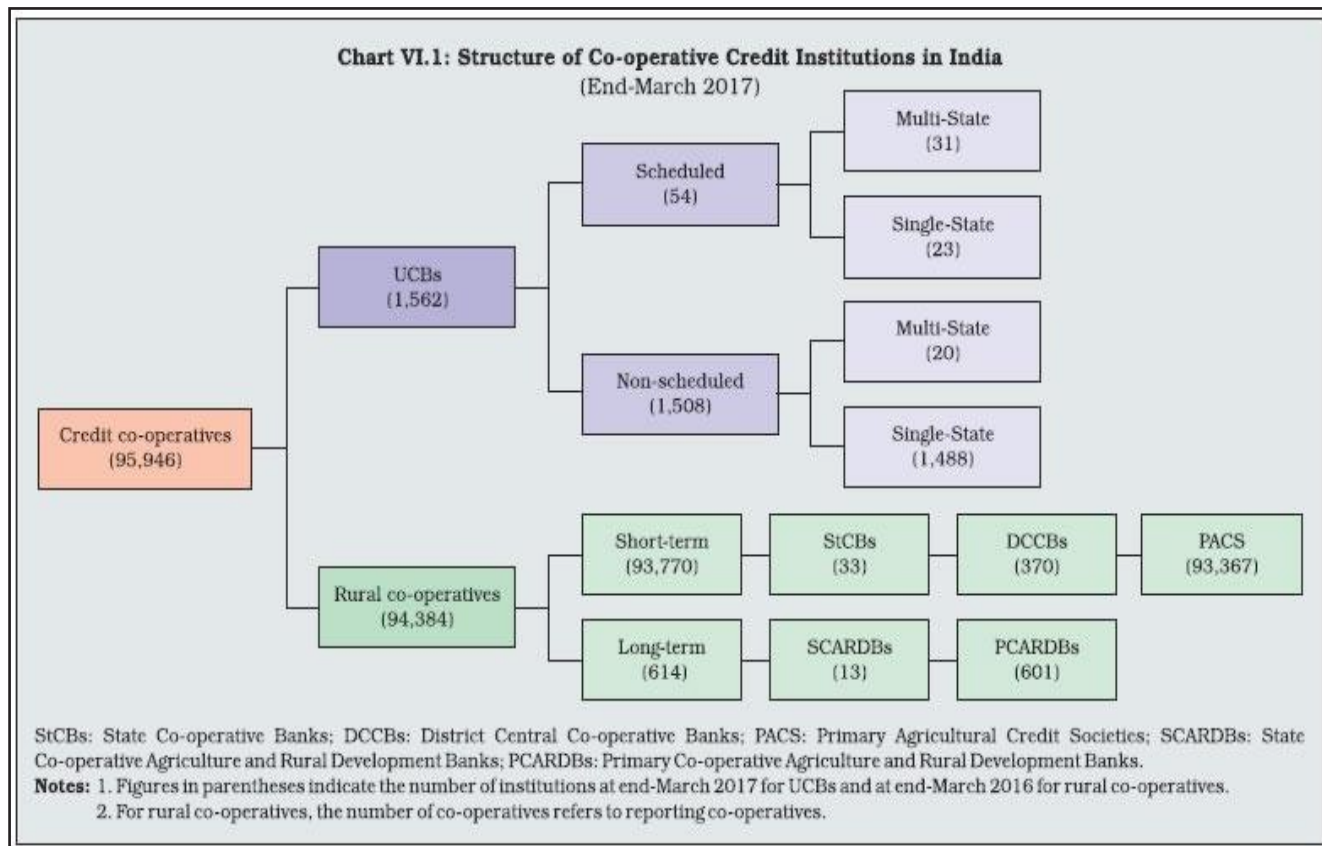 Chart VI.1: Structure of Co-operative Credit Institutions in India
(End-March 2017)
Multi-State
(31)
Scheduled
(54)
Single-State
(23)
UCBs
(1,562)
Multi-State
(20)
Non-scheduled
(1,508)
Single-State
(1,488)
Credit co-operatives
(95,946)
Short-term
(93,770)
StCBs
(33)
DCCBs
(370)
PACS
(93,367)
Rural co-operatives
(94,384)
Long-term
(614)
SCARDBs
(13)
PCARDBs
(601)
StCBs: State Co-operative Banks; DCCBs: District Central Co-operative Banks; PACS: Primary Agricultural Credit Societies; SCARDBs: State
Co-operative Agriculture and Rural Development Banks; PCARDBs: Primary Co-operative Agriculture and Rural Development Banks.
Notes: 1. Figures in parentheses indicate the number of institutions at end-March 2017 for UCBs and at end-March 2016 for rural co-operatives.
2. For rural co-operatives, the number of co-operatives refers to reporting co-operatives.